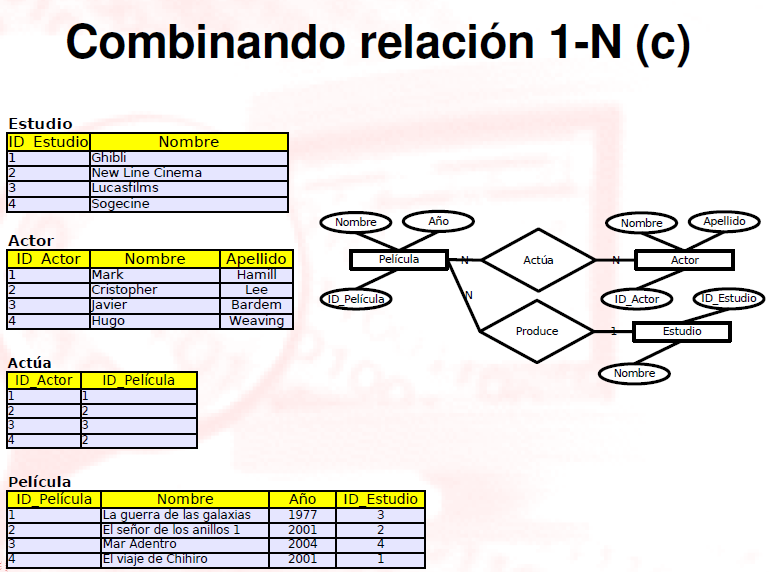 Combinando relación 1-N (c)
Estudio
ID_Estudio Nombre
1 Ghibli
2 New Line Cinema
3 Lucasfilms
4 Sogecine
Actor
ID_Actor Nombre Apellido
1 Mark Hamill
2 Cristopher Lee
3 Javier Bardem
4 Hugo Weaving
Actúa
ID_Actor ID_Película
1 1
2 2
3 3
4 2
Película
ID_Película Nombre Año ID_Estudio
1 La guerra de las galaxias 1977 3
2 El señor de los anillos 1 2001 2
3 Mar Adentro 2004 4
4 El viaje de Chihiro 2001 1
Nombre Año Nombre Apellido
Película N Actúa N Actor
ID_Película N ID_Actor ID_Estudio
Produce 1 Estudio
Nombre